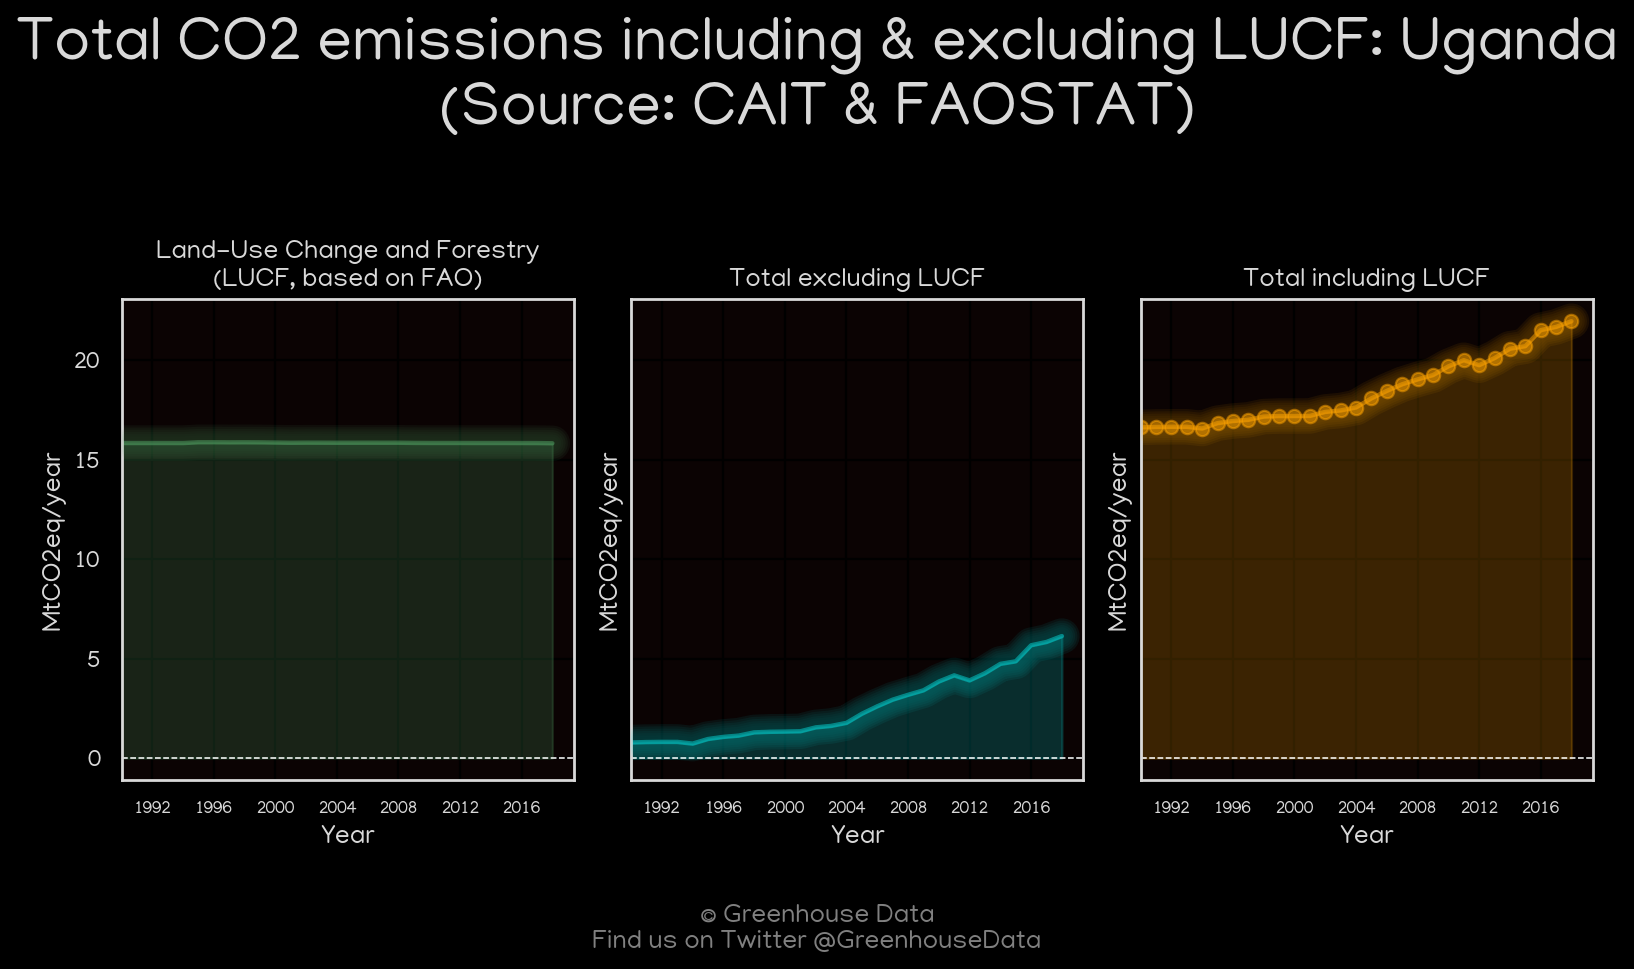 Total CO2 emissions including & excluding LUCF: Uganda
(Source: CAIT & FAOSTAT)
Land-Use Change and Forestry
(LUCF, based on FAO)
Total excluding LUCF
Total including LUCF
20
15
10
5
0
MtCO2eq/year
MtCO2eq/year
MtCO2eq/year
1992 1996 2000 2004 2008 2012 2016
1992 1996 2000 2004 2008 2012 2016
1992 1996 2000 2004 2008 2012 2016
Year
Year
Year
© Greenhouse Data
Find us on Twitter @GreenhouseData